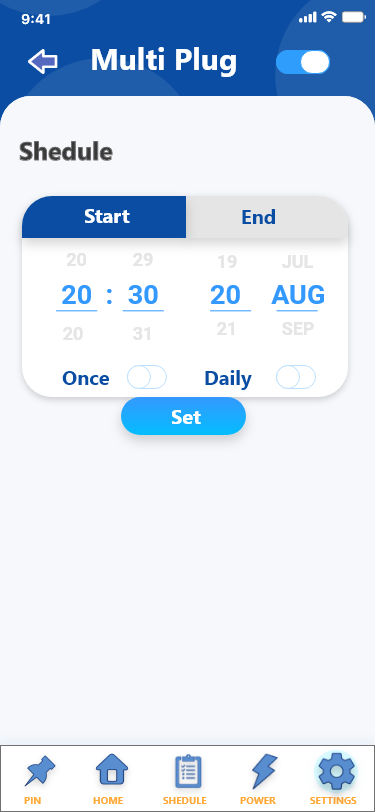 9:41
Multi Plug
Shedule
Start End
20 29 19 JUL
20 : 30 20 AUG
20 31 21 SEP
Once Daily
Set
PIN HOME SHEDULE POWER SETTINGS